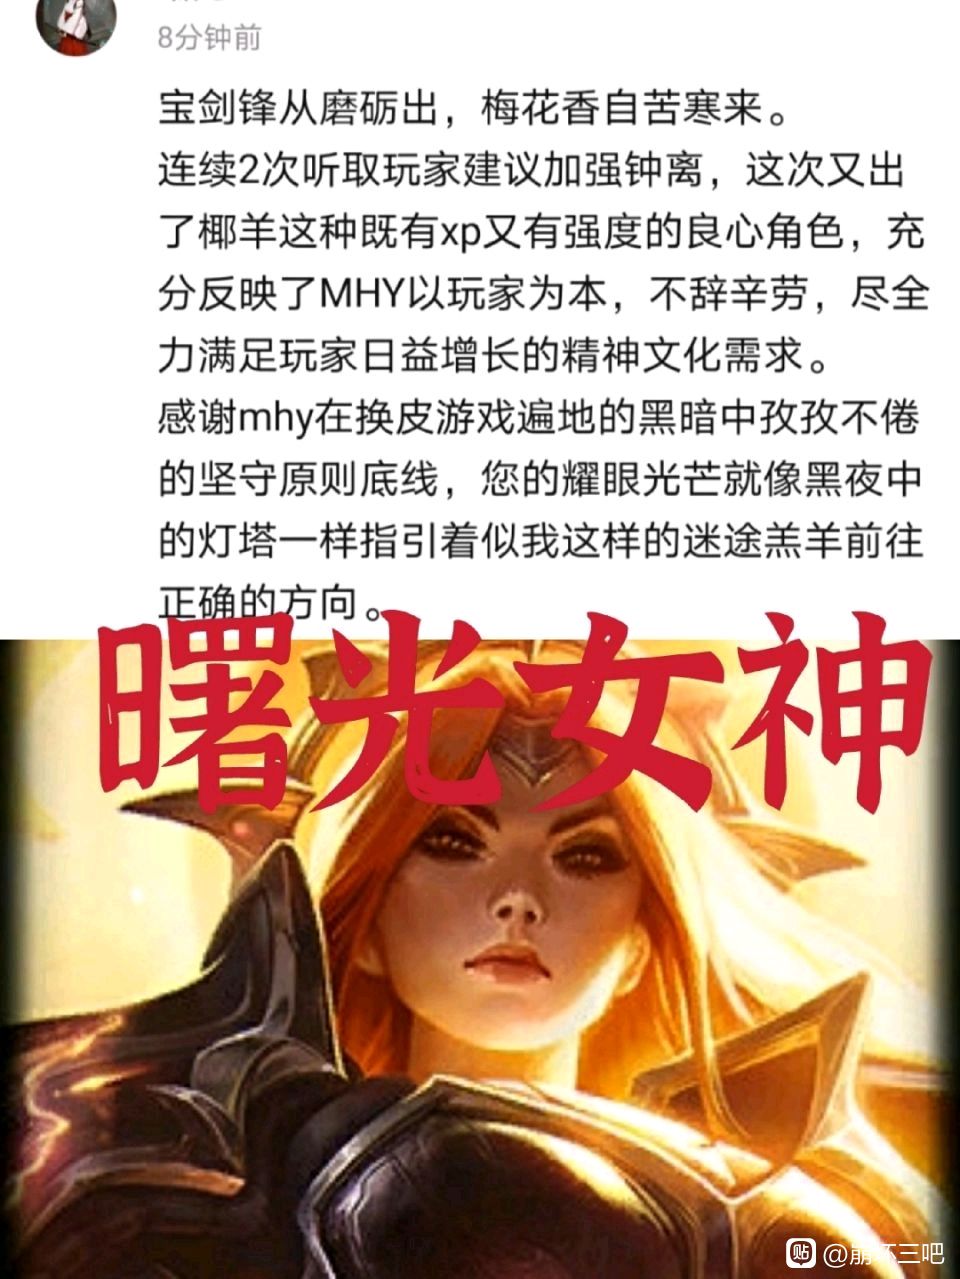 8分钟前
宝剑锋从磨砺出，梅花香自苦寒来。
连续2次听取玩家建议加强钟离，这次又出
了椰羊这种既有xp又有强度的良心角色，充
分反映了MHY以玩家为本，不辞辛劳，尽全
力满足玩家日益增长的精神文化需求。
感谢mhy在换皮游戏遍地的黑暗中孜孜不倦
的坚守原则底线，您的耀眼光芒就像黑夜中
的灯塔一样指引着似我这样的迷途羔羊前往
正确的方向。
曙光女神
贴 @崩坏三吧